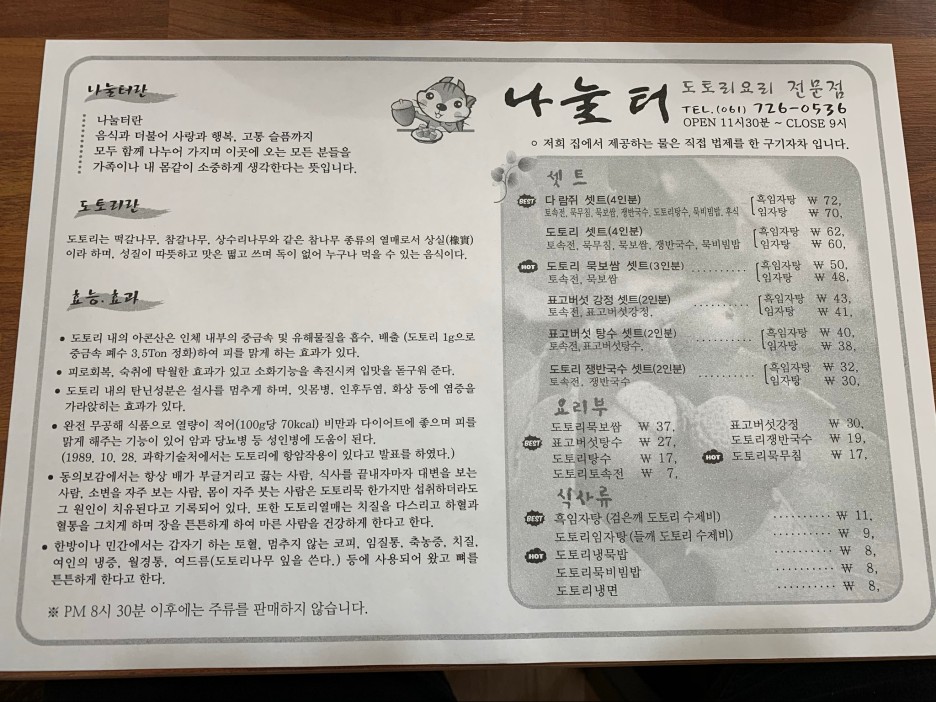 나눌터란
나눌터란
음식과 더불어 사랑과 행복, 고통 슬픔까지
모두 함께 나누어 가지며 이곳에 오는 모든 분들을
가족이나 내 몸같이 소중하게 생각한다는 뜻입니다.
도토리란
도토리는 떡갈나무, 참갈나무, 상수리나무와 같은 참나무 종류의 열매로서 상실(橡實)
이라 하며, 성질이 따뜻하고 맛은 떫고 쓰며 독이 없어 누구나 먹을 수 있는 음식이다.
효능.효과
• 도토리 내의 아콘산은 인체 내부의 중금속 및 유해물질을 흡수, 배출 (도토리 1g으로
중금속 폐수 3,5Ton 정화)하여 피를 맑게 하는 효과가 있다.
• 피로회복, 숙취에 탁월한 효과가 있고 소화기능을 촉진시켜 입맛을 돋구워 준다.
• 도토리 내의 탄닌성분은 설사를 멈추게 하며, 잇몸병, 인후두염, 화상 등에 염증을
가라앉히는 효과가 있다.
• 완전 무공해 식품으로 열량이 적어(100g당 70kcal) 비만과 다이어트에 좋으며 피를
맑게 해주는 기능이 있어 암과 당뇨병 등 성인병에 도움이 된다.
(1989. 10. 28. 과학기술처에서는 도토리에 항암작용이 있다고 발표를 하였다.)
• 동의보감에서는 항상 배가 부글거리고 끓는 사람, 식사를 끝내자마자 대변을 보는
사람, 소변을 자주 보는 사람, 몸이 자주 붓는 사람은 도토리묵 한가지만 섭취하더라도
그 원인이 치유된다고 기록되어 있다. 또한 도토리열매는 치질을 다스리고 하혈과
혈통을 그치게 하며 장을 튼튼하게 하여 마른 사람을 건강하게 한다고 한다.
• 한방이나 민간에서는 갑자기 하는 토혈, 멈추지 않는 코피, 임질통, 축농증, 치질,
여인의 냉증, 월경통, 여드름(도토리나무 잎을 쓴다.) 등에 사용되어 왔고 뼈를
튼튼하게 한다고 한다.
※ PM 8시 30분 이후에는 주류를 판매하지 않습니다.
나눌터 도토리요리 전문점
TEL.(061) 726-0536
OPEN 11시30분 ~ CLOSE 9시
○ 저희 집에서 제공하는 물은 직접 법제를 한 구기자차 입니다.
셋트
BEST 다람쥐 셋트(4인분) 흑임자탕 ₩ 72,
토속전, 묵무침, 묵보쌈, 쟁반국수, 도토리탕수, 묵비빔밥, 후식 임자탕 ₩ 70,
도토리 셋트(4인분) 흑임자탕 ₩ 62,
토속전, 묵무침, 묵보쌈, 쟁반국수, 묵비빔밥 임자탕 ₩ 60,
HOT 도토리 묵보쌈 셋트(3인분) .......... 흑임자탕 ₩ 50,
토속전, 묵보쌈 임자탕 ₩ 48,
표고버섯 강정 셋트(2인분) .......... 흑임자탕 ₩ 43,
토속전, 표고버섯강정, 임자탕 ₩ 41,
표고버섯 탕수 셋트(2인분) .......... 흑임자탕 ₩ 40,
토속전, 표고버섯탕수, 임자탕 ₩ 38,
도토리 쟁반국수 셋트(2인분) .......... 흑임자탕 ₩ 32,
토속전, 쟁반국수 임자탕 ₩ 30,
요리부
도토리묵보쌈 ₩ 37, 표고버섯강정 ₩ 30,
BEST 표고버섯탕수 ₩ 27, 도토리쟁반국수 ₩ 19,
도토리탕수 ₩ 17, HOT 도토리묵무침 ₩ 17,
도토리토속전 ₩ 7,
식사류
BEST 흑임자탕 (검은깨 도토리 수제비) .......... ₩ 11,
도토리임자탕(들깨 도토리 수제비) .......... ₩ 9,
HOT 도토리냉묵밥 .......... ₩ 8,
도토리묵비빔밥 .......... ₩ 8,
도토리냉면 .......... ₩ 8,